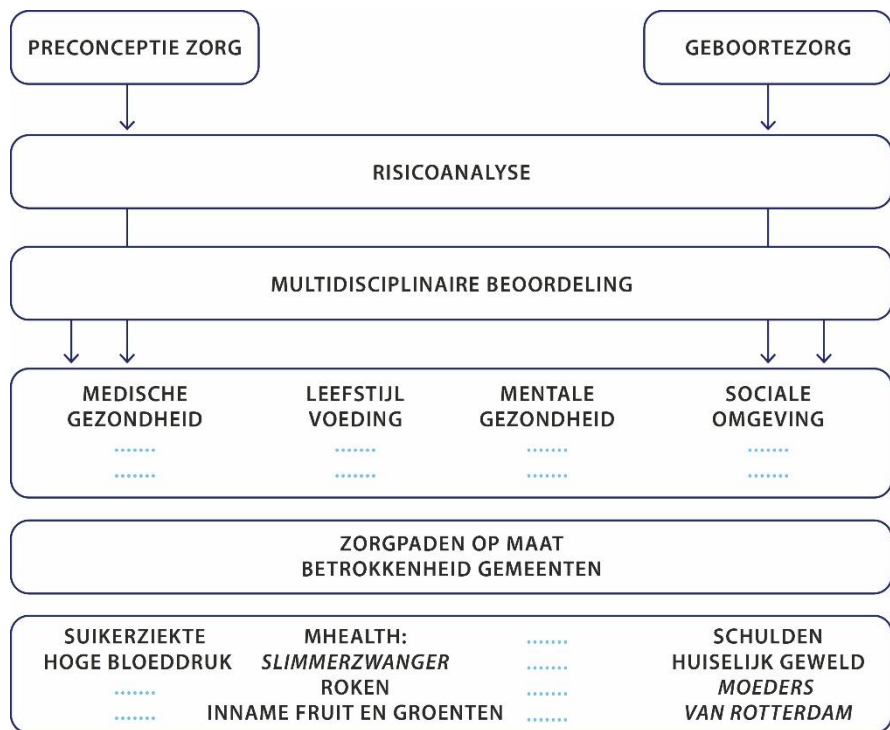 PRECONCEPTIE ZORG
GEBOORTEZORG
RISICOANALYSE
MULTIDISCIPLINAIRE BEOORDELING
MEDISCHE
GEZONDHEID
.......
.......
LEEFSTIJL
VOEDING
.......
.......
MENTALE
GEZONDHEID
.......
.......
SOCIALE
OMGEVING
.......
.......
ZORGPADEN OP MAAT
BETROKKENHEID GEMEENTEN
SUIKERZIEKTE
HOGE BLOEDDRUK
.......
.......
MHEALTH:
SLIMMERZWANGER
ROKEN
INNAME FRUIT EN GROENTEN
.......
.......
.......
.......
SCHULDEN
HUISELIJK GEWELD
MOEDERS
VAN ROTTERDAM